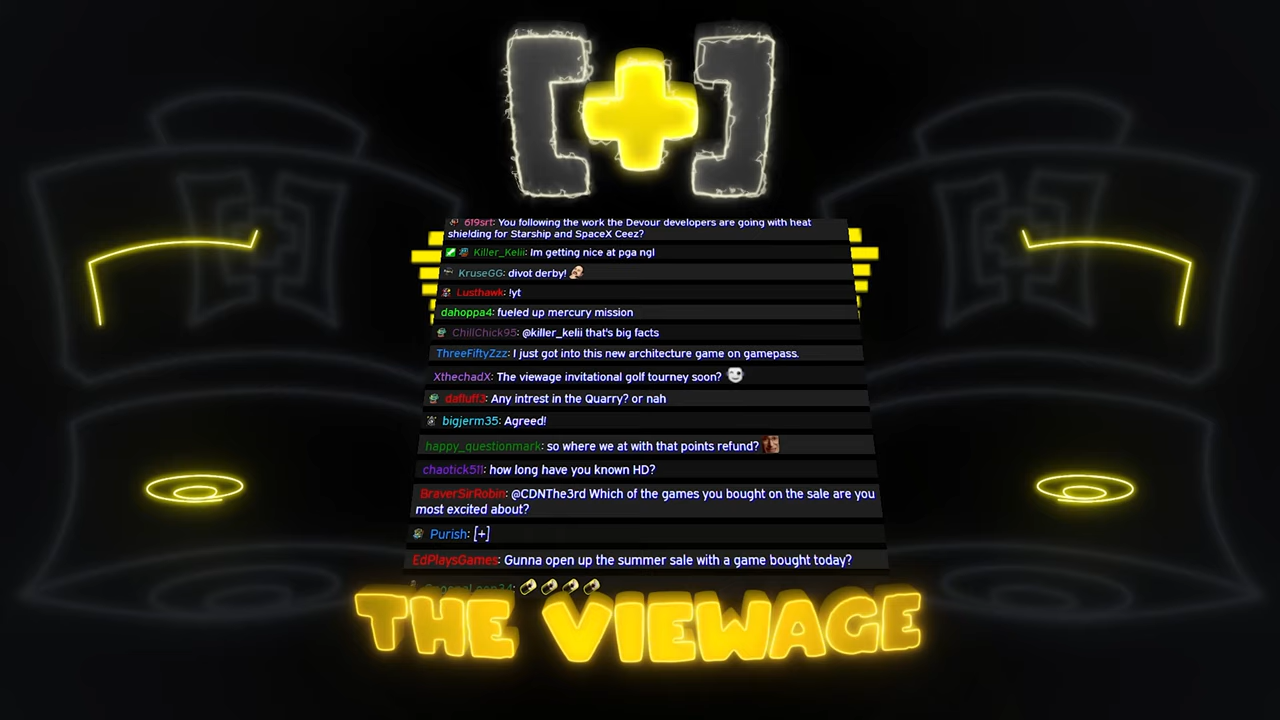 619srt: You following the work the Devour developers are going with heat
shielding for Starship and SpaceX Ceez?
Killer_Kelii: Im getting nice at pga ngl
KruseGG: divot derby!
Lusthawk: !yt
dahoppa4: fueled up mercury mission
ChillChick95: @killer_kelii that's big facts
ThreeFiftyZzz: I just got into this new architecture game on gamepass.
XthechadX: The viewage invitational golf tourney soon?
dafluff3: Any intrest in the Quarry? or nah
bigjerm35: Agreed!
happy_questionmark: so where we at with that points refund?
chaotick511: how long have you known HD?
BraverSirRobin: @CDNThe3rd Which of the games you bought on the sale are you
most excited about?
Purish: [+]
EdPlaysGames: Gunna open up the summer sale with a game bought today?
THE VIEWAGE